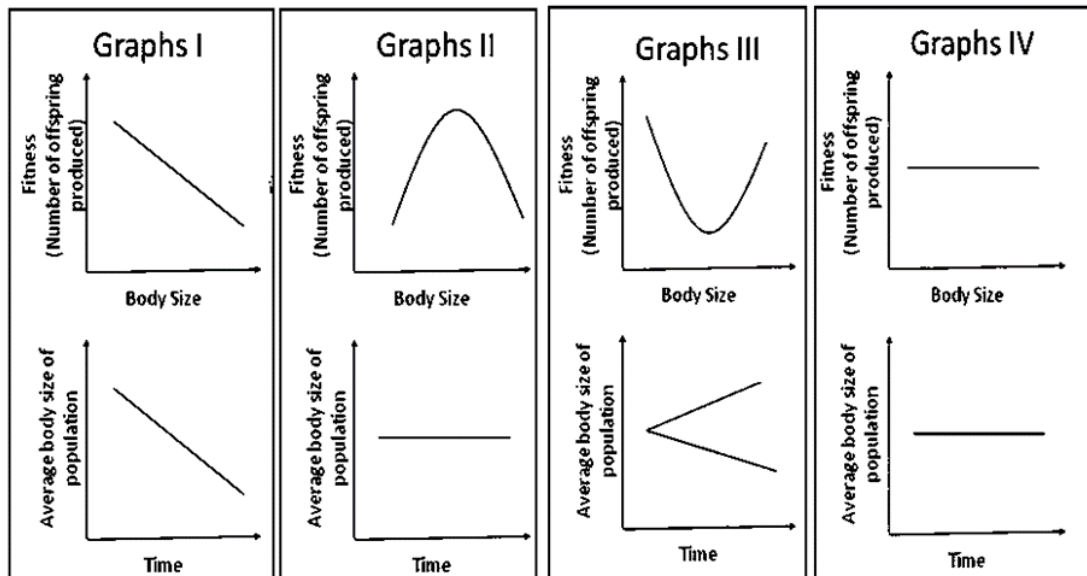 Graphs I
Fitness
(Number of offspring
produced)
Body Size
Average body size of
population
Time
Graphs II
Fitness
(Number of offspring
produced)
Body Size
Average body size of
population
Time
Graphs III
Fitness
(Number of offspring
produced)
Body Size
Average body size of
population
Time
Graphs IV
Fitness
(Number of offspring
produced)
Body Size
Average body size of
population
Time